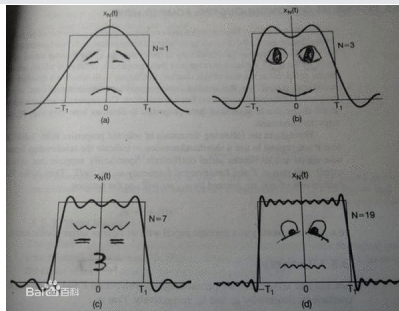 xN(t)
N=1
-T1 0 T1
(a)
xN(t)
N=3
-T1 0 T1
(b)
xN(t)
N=7
0 T1
(c)
xN(t)
N=19
-T1 0 T1
(d)
Bai百科